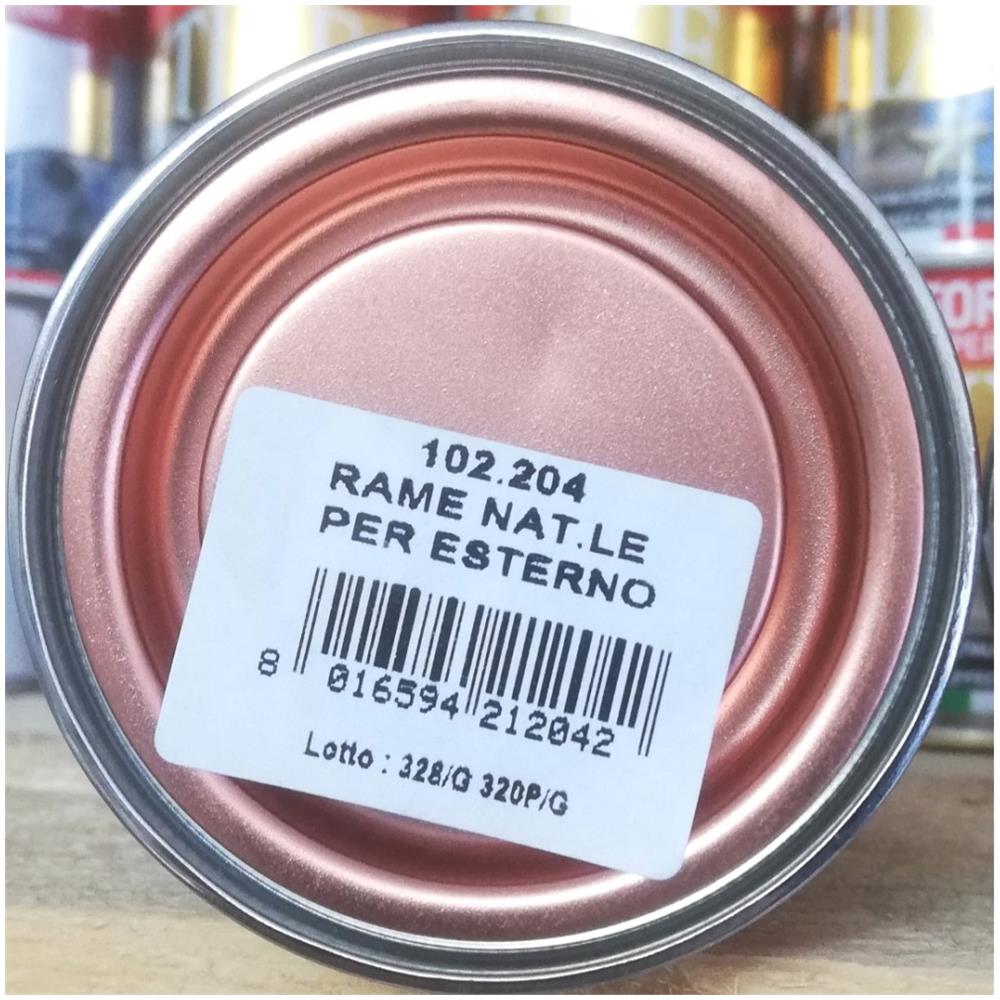 102.204
RAME NAT.LE
PER ESTERNO
8 016594 212042
Lotto : 328/G 320P/G